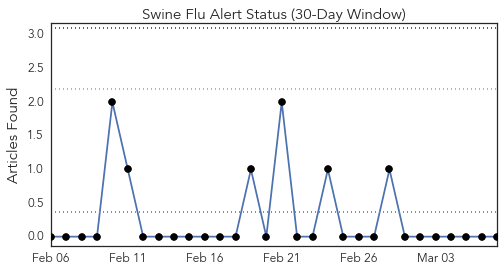 Swine Flu Alert Status (30-Day Window)
Articles Found
3.0
2.5
2.0
1.5
1.0
0.5
0.0
Feb 06
Feb 11
Feb 16
Feb 21
Feb 26
Mar 03